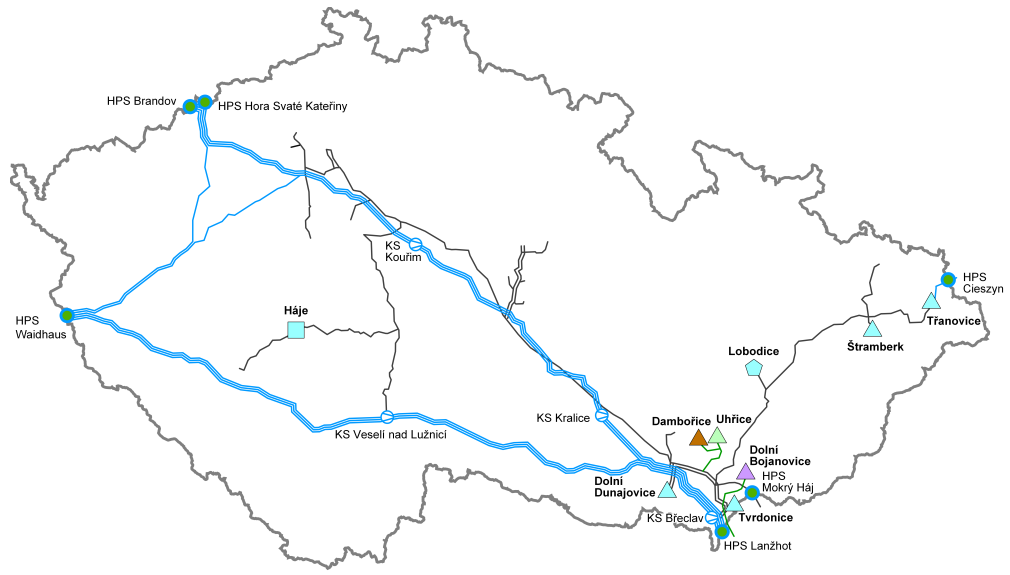 HPS Brandov
HPS Hora Svaté Kateřiny
KS
Kouřim
HPS
Cieszyn
Třanovice
HPS
Waidhaus
Háje
Štramberk
Lobodice
KS Kralice
Dambořice
Uhřice
KS Veselí nad Lužnicí
Dolní
Bojanovice
HPS
Mokrý Háj
Dolní
Dunajovice
KS Břeclav
Tvrdonice
HPS Lanžhot